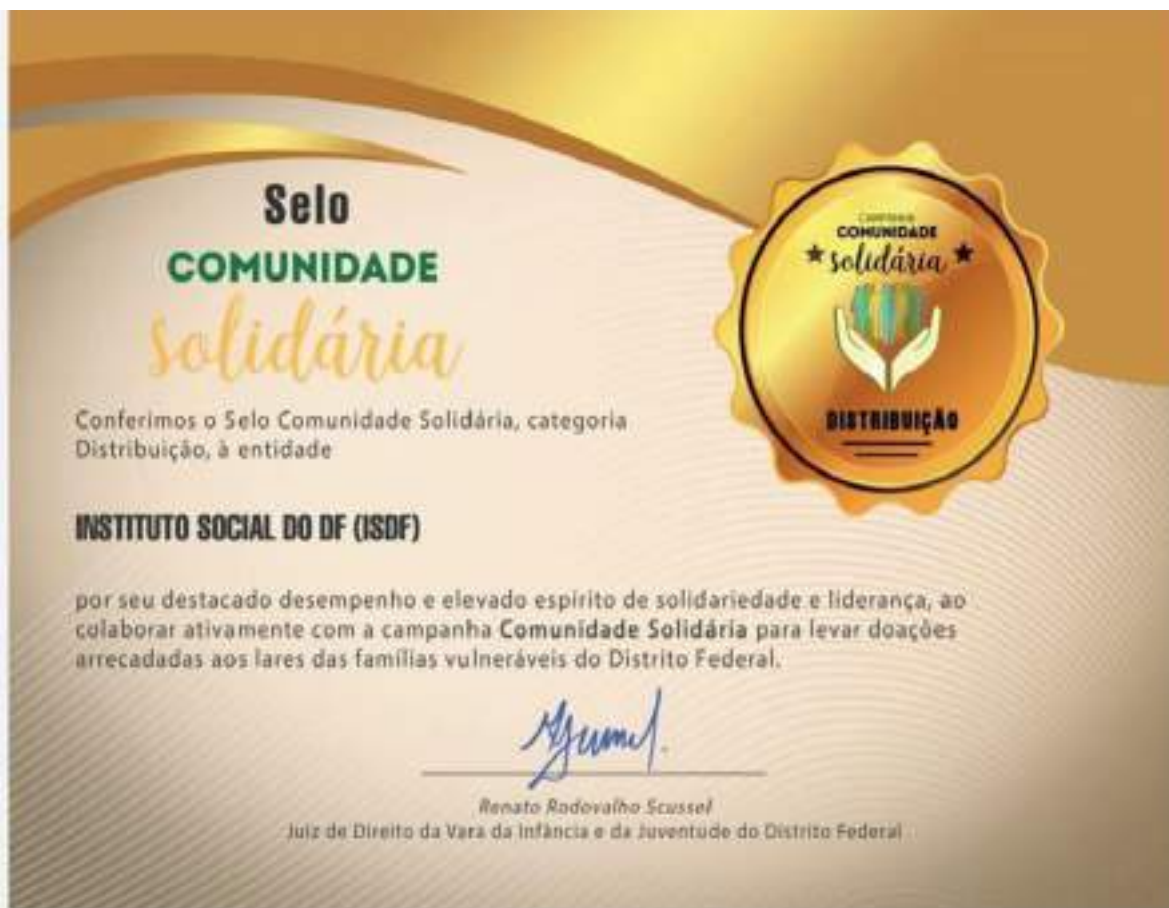 Selo
COMUNIDADE
solidária
CAMPANHA
COMUNIDADE
solidária
DISTRIBUIÇÃO
Conferimos o Selo Comunidade Solidária, categoria
Distribuição, à entidade
INSTITUTO SOCIAL DO DF (ISDF)
por seu destacado desempenho e elevado espírito de solidariedade e liderança, ao
colaborar ativamente com a campanha Comunidade Solidária para levar doações
arrecadadas aos lares das famílias vulneráveis do Distrito Federal.
Renato Rodovalho Scussel
Juiz de Direito da Vara da Infância e da Juventude do Distrito Federal